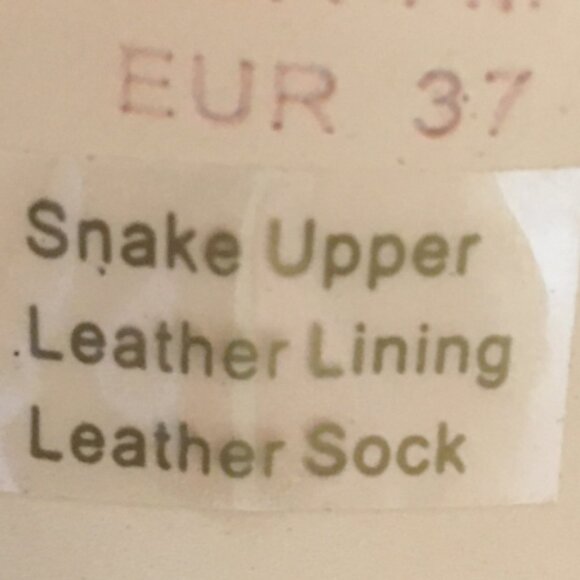 EUR 37
Snake Upper
Leather Lining
Leather Sock